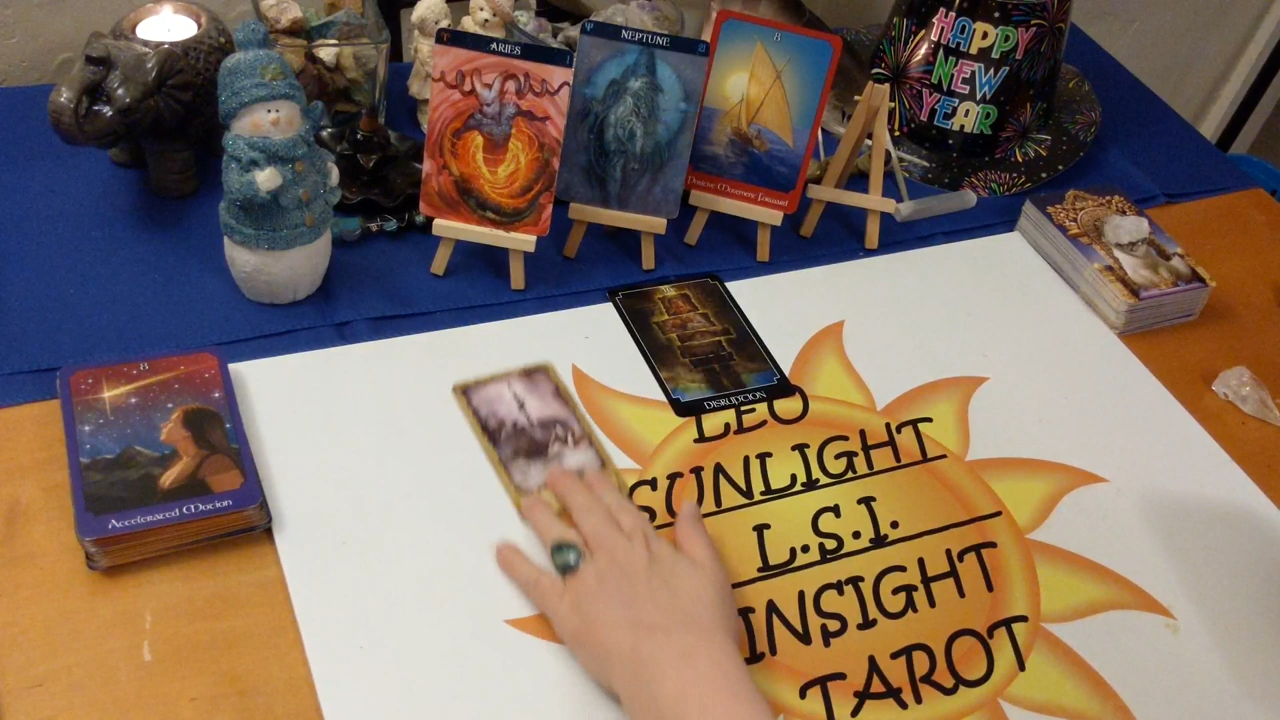 ARIES
I
NEPTUNE
8
Positive Movement Forward
HAPPY
NEW
YEAR
8
Accelerated Motion
DISRUPTION
LEO
SUNLIGHT
L.S.I.
INSIGHT
TAROT